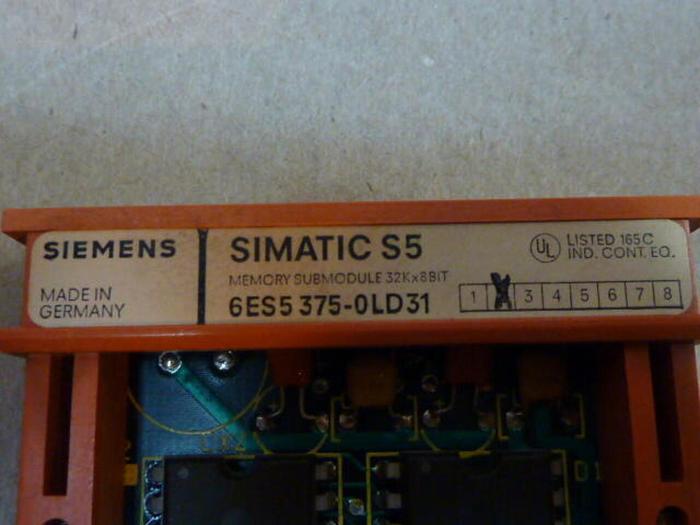 SIEMENS
MADE IN
GERMANY
SIMATIC S5
MEMORY SUBMODULE 32Kx8BIT
6ES5 375-0LD31
UL
LISTED 165C
IND. CONT. EQ.
1 X 3 4 5 6 7 8